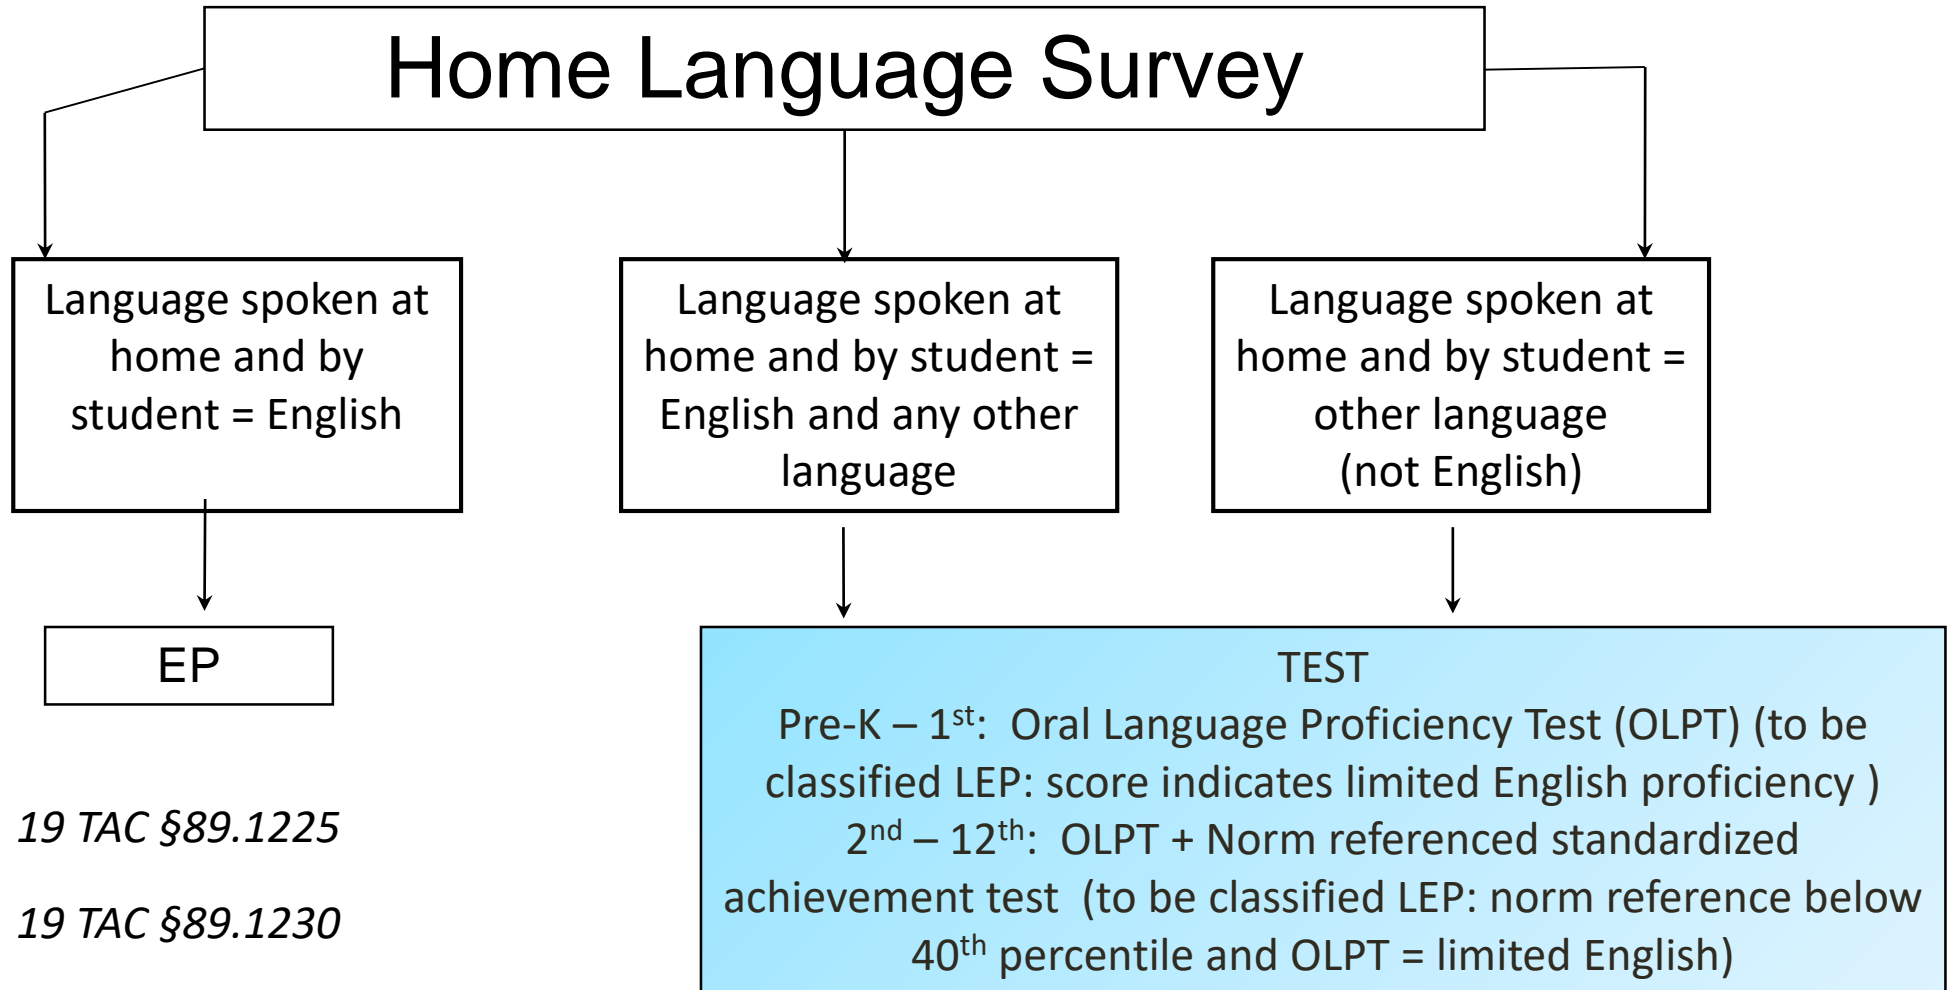 Home Language Survey
Language spoken at
home and by
student = English
Language spoken at
home and by student =
English and any other
language
Language spoken at
home and by student =
other language
(not English)
EP
19 TAC §89.1225
19 TAC §89.1230
TEST
Pre-K – 1st: Oral Language Proficiency Test (OLPT) (to be
classified LEP: score indicates limited English proficiency )
2nd – 12th: OLPT + Norm referenced standardized
achievement test (to be classified LEP: norm reference below
40th percentile and OLPT = limited English)